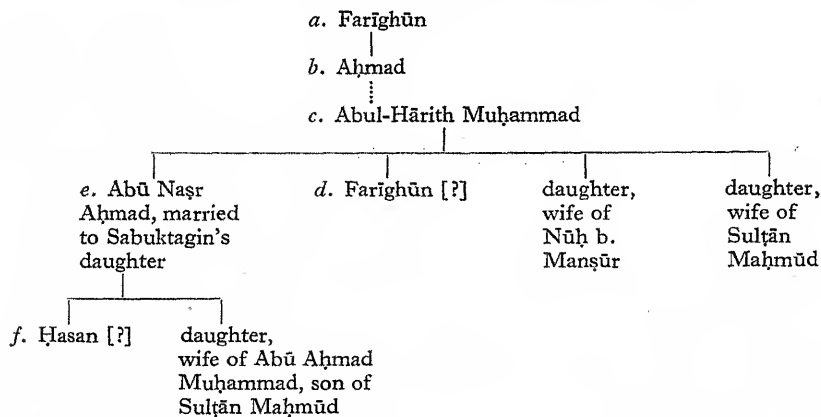 a. Farīghūn
b. Aḥmad
c. Abul-Hārith Muḥammad
e. Abū Naṣr
Aḥmad, married
to Sabuktagin's
daughter
d. Farīghūn [?]
daughter,
wife of
Nūḥ b.
Manṣūr
daughter,
wife of
Sulṭān
Maḥmūd
f. Ḥasan [?]
daughter,
wife of Abū Aḥmad
Muḥammad, son of
Sulṭān Maḥmūd